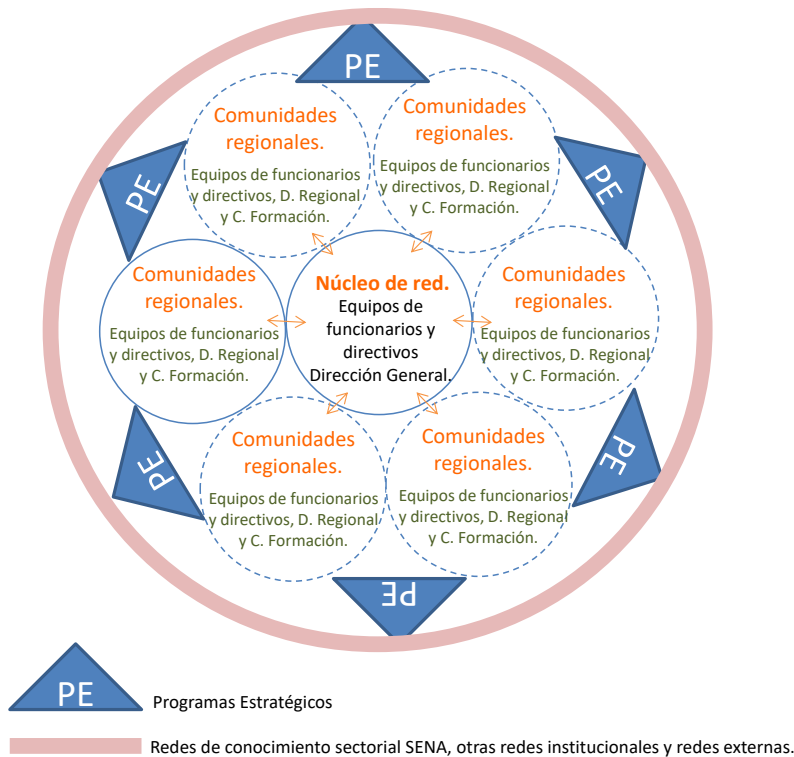 PE
Comunidades
regionales.
Equipos de funcionarios
y directivos, D. Regional
y C. Formación.
Comunidades
regionales.
Equipos de funcionarios
y directivos, D. Regional
y C. Formación.
PE
PE
Comunidades
regionales.
Equipos de funcionarios
y directivos, D. Regional
y C. Formación.
Núcleo de red.
Equipos de
funcionarios y
directivos
Dirección General.
Comunidades
regionales.
Equipos de funcionarios
y directivos, D. Regional
y C. Formación.
PE
Comunidades
regionales.
Equipos de funcionarios
y directivos, D. Regional
y C. Formación.
Comunidades
regionales.
Equipos de funcionarios
y directivos, D. Regional
y C. Formación.
PE
PE
PE
Programas Estratégicos
Redes de conocimiento sectorial SENA, otras redes institucionales y redes externas.